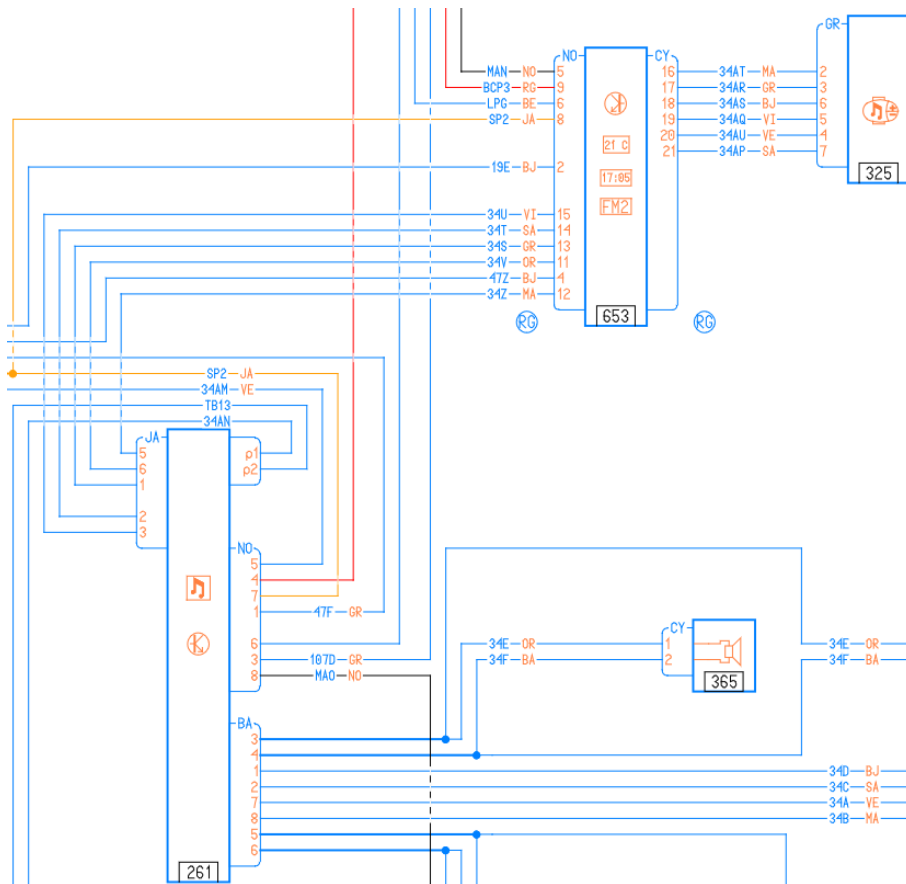 GR
NO
CY
MAN NO 5
16 34AT MA 2
BCP3 RG 9
17 34AR GR 3
LPG BE 6
18 34AS BJ 6
SP2 JA 8
19 34AQ VI 5
20 34AU VE 4
21 34AP SA 7
21 C
19E BJ 2
17:05
325
FM2
34U VI 15
34T SA 14
34S GR 13
34V OR 11
47Z BJ 4
34Z MA 12
653
RG
RG
SP2 JA
34AM VE
TB13
34AN
JA
5
p1
6
p2
1
2
3
NO
5
4
7
1 47F GR
6
3 107D GR
8 MAO NO
CY
34E OR 1
34E OR
34F BA 2
34F BA
365
BA
3
4
1 34D BJ
2 34C SA
7 34A VE
8 34B MA
5
6
261